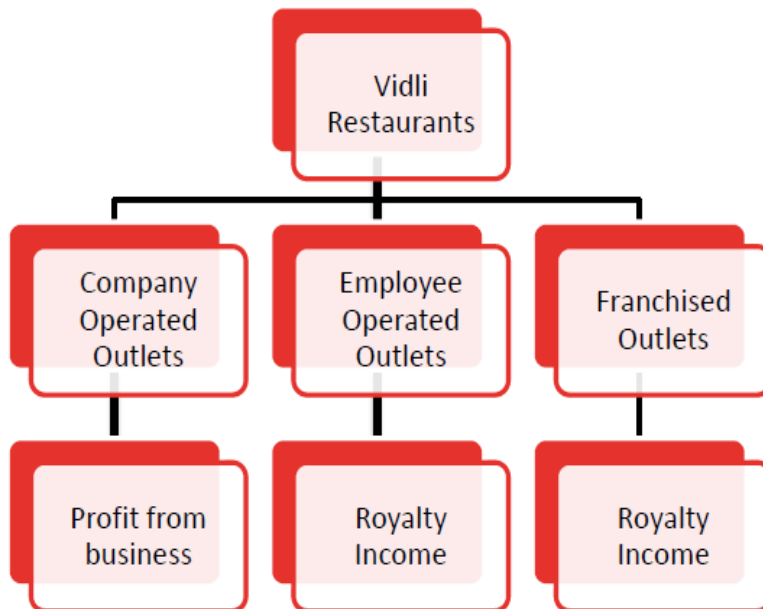 Vidli
Restaurants
Company
Operated
Outlets
Employee
Operated
Outlets
Franchised
Outlets
Profit from
business
Royalty
Income
Royalty
Income